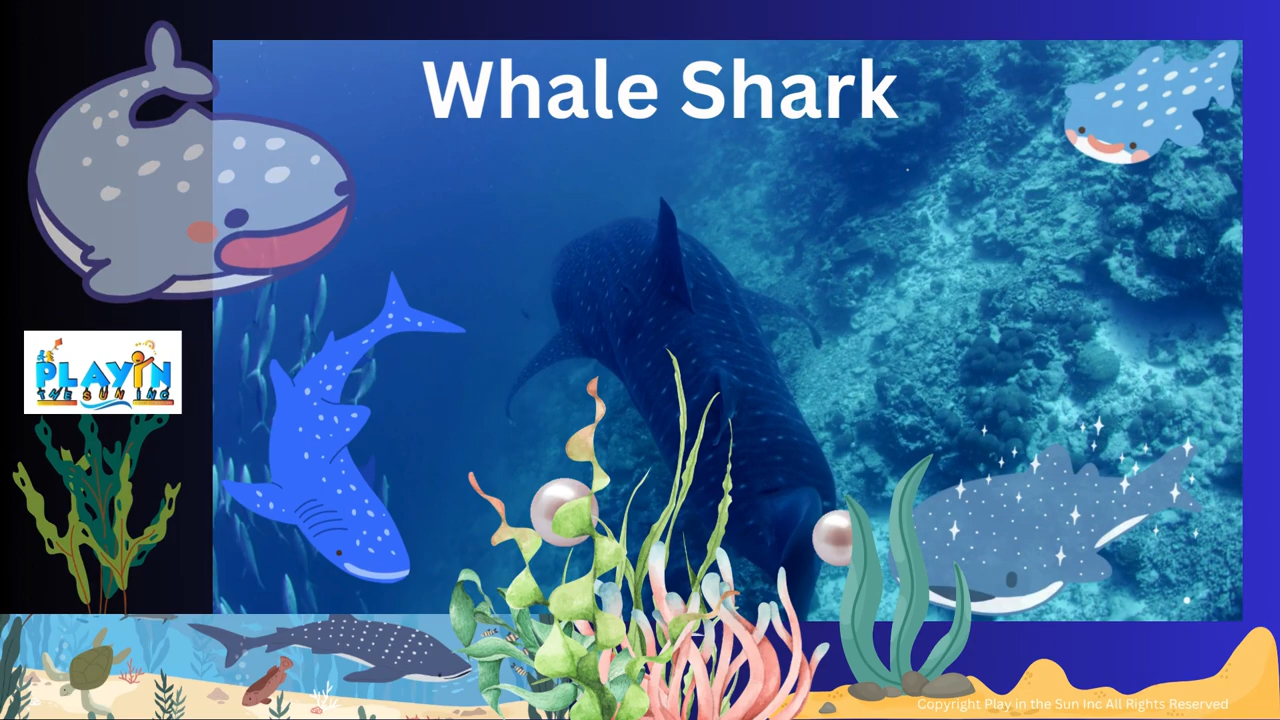 Whale Shark
PLAY IN
THE SUN INC
Copyright Play in the Sun Inc All Rights Reserved